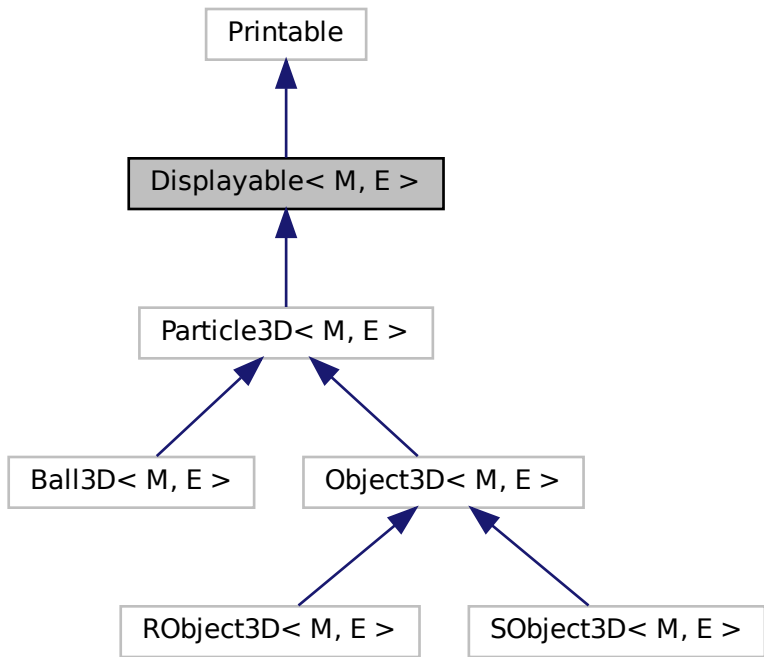 Printable
Displayable< M, E >
Particle3D< M, E >
Ball3D< M, E >
Object3D< M, E >
RObject3D< M, E >
SObject3D< M, E >